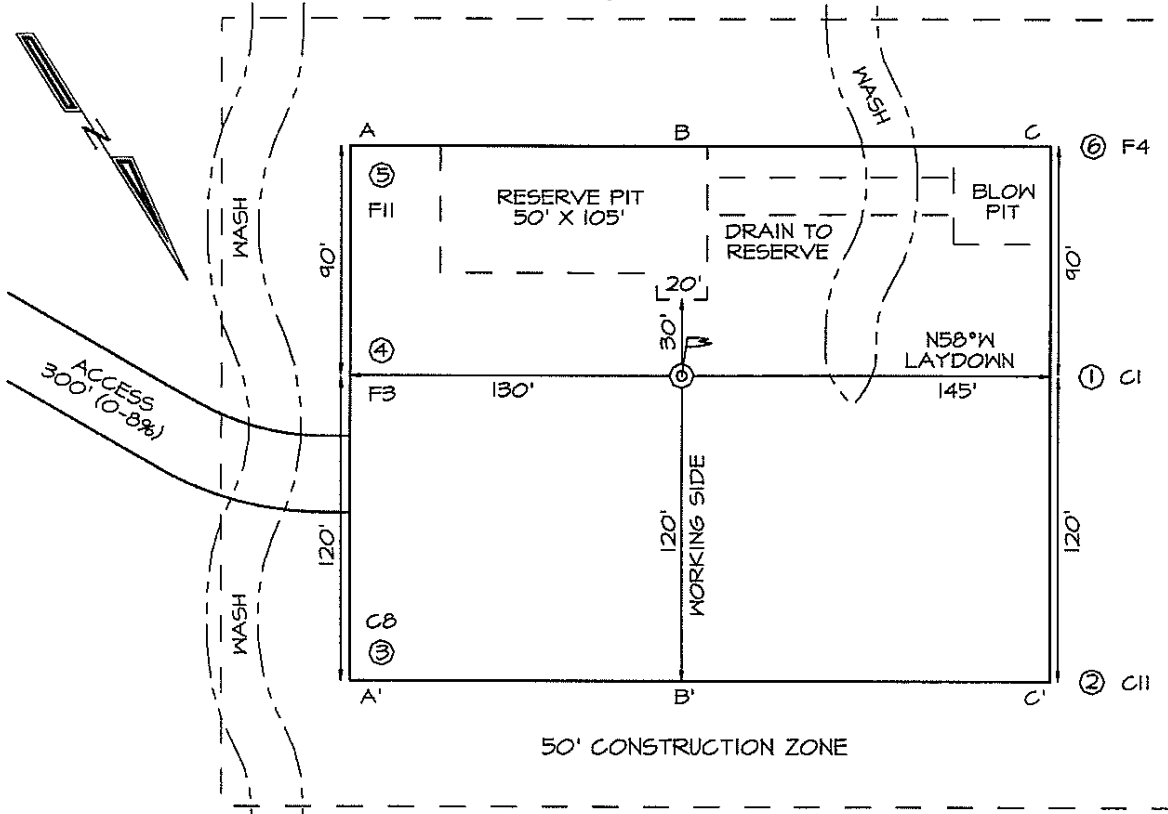 A
B
C
⑥ F4
⑤
F11
RESERVE PIT
50' X 105'
WASH
BLOW
PIT
DRAIN TO
RESERVE
WASH
90'
90'
20'
30'
N
④
F3
130'
N58°W
LAYDOWN
145'
① C1
ACCESS
300' (0-8%)
120'
120'
WORKING SIDE
120'
C8
③
WASH
A'
B'
C'
② C11
50' CONSTRUCTION ZONE